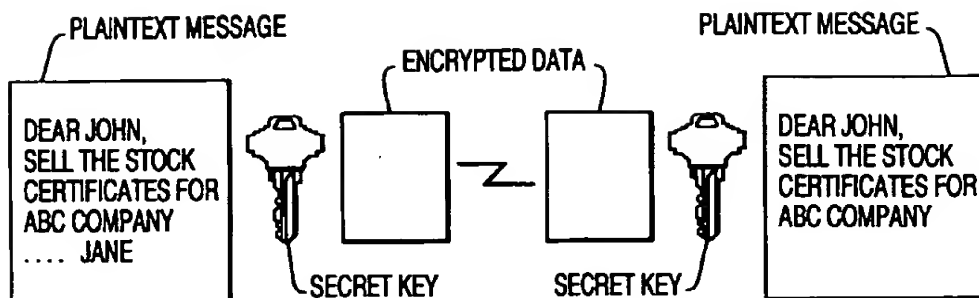 PLAINTEXT MESSAGE
PLAINTEXT MESSAGE
ENCRYPTED DATA
DEAR JOHN,
SELL THE STOCK
CERTIFICATES FOR
ABC COMPANY
.... JANE
DEAR JOHN,
SELL THE STOCK
CERTIFICATES FOR
ABC COMPANY
SECRET KEY
SECRET KEY